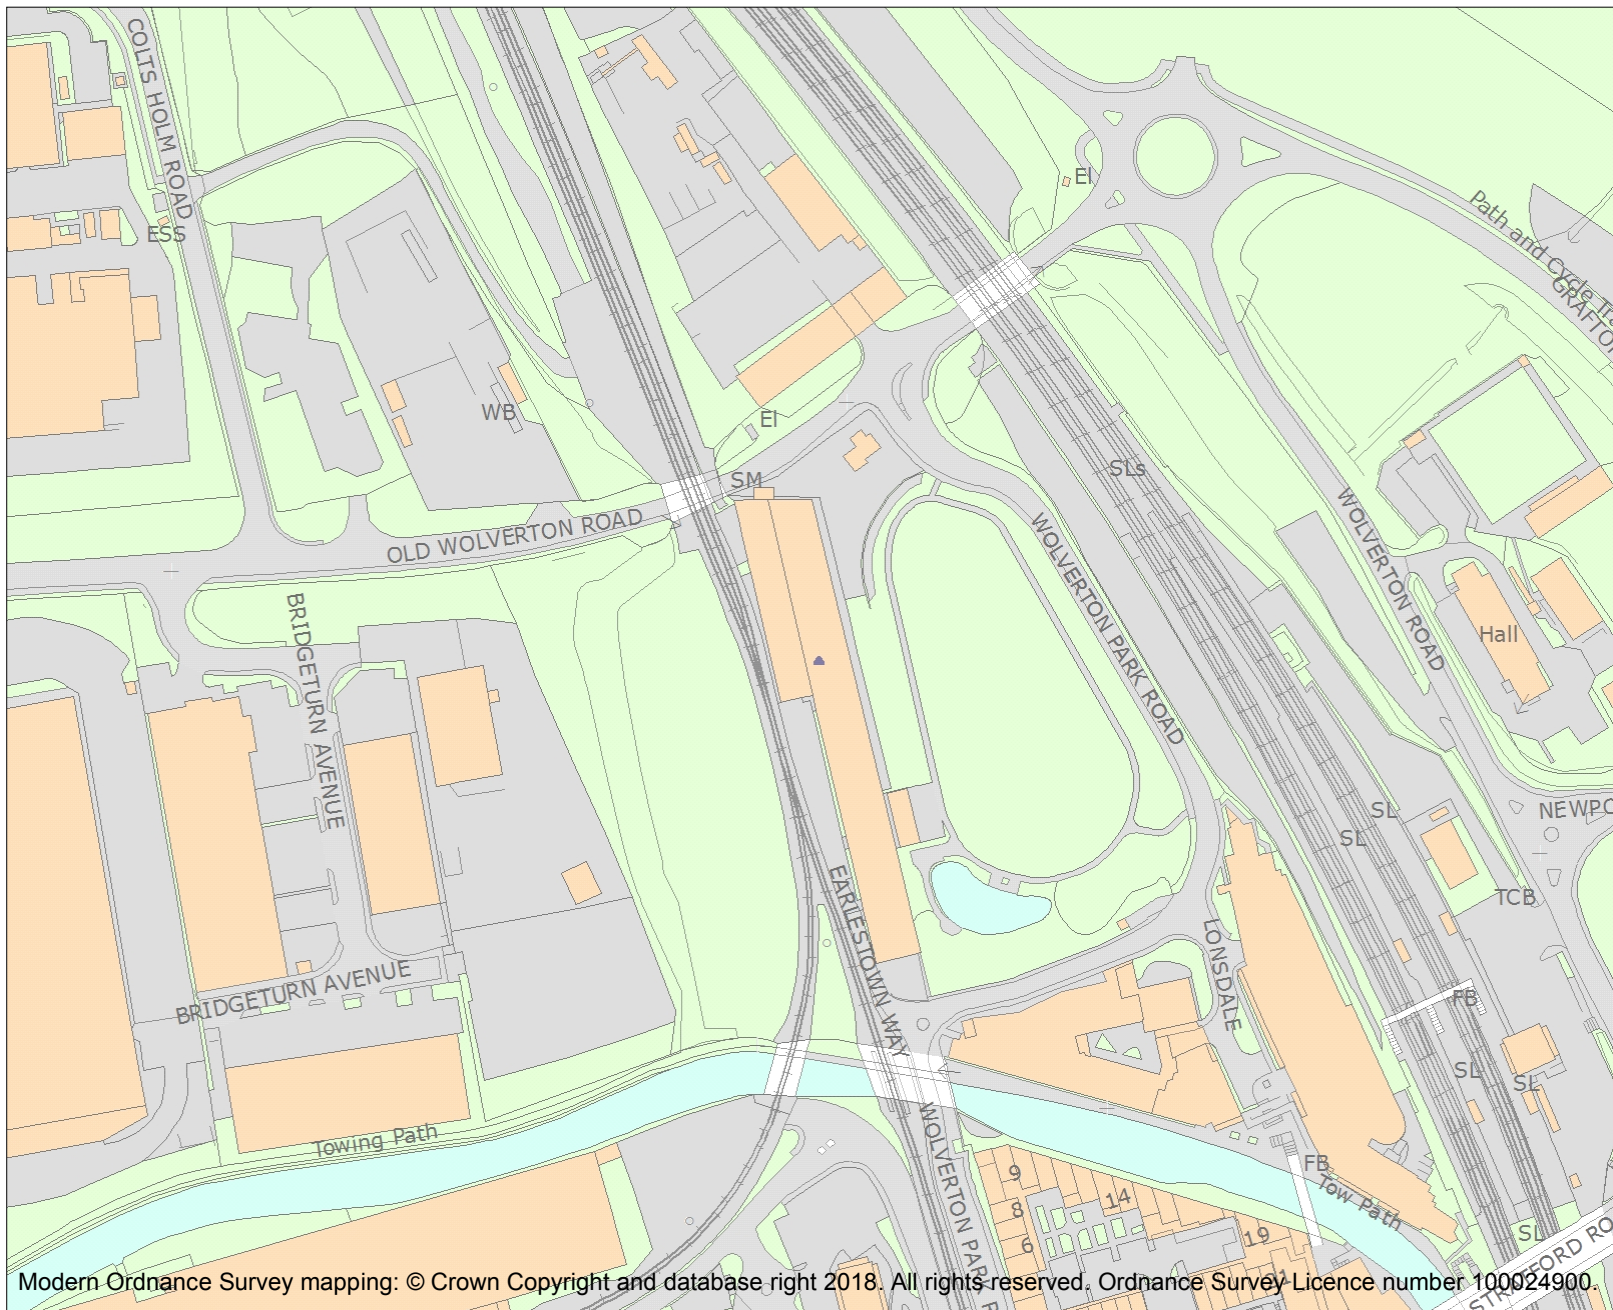 COLTS HOLM ROAD
ESS
El
Path and Cycle Tra
GRAFTO
WB
El
SM
SLs
OLD WOLVERTON ROAD
WOLVERTON PARK ROAD
WOLVERTON ROAD
Hall
BRIDGETURN AVENUE
SL
SL
NEWPO
TCB
EARLESTOWN WAY
LONSDALE
BRIDGETURN AVENUE
FB
SL
SL
Towing Path
WOLVERTON PARK R
9
8
6
14
19
FB
Tow Path
SL
STRATFORD RO
Modern Ordnance Survey mapping: © Crown Copyright and database right 2018. All rights reserved. Ordnance Survey Licence number 100024900.